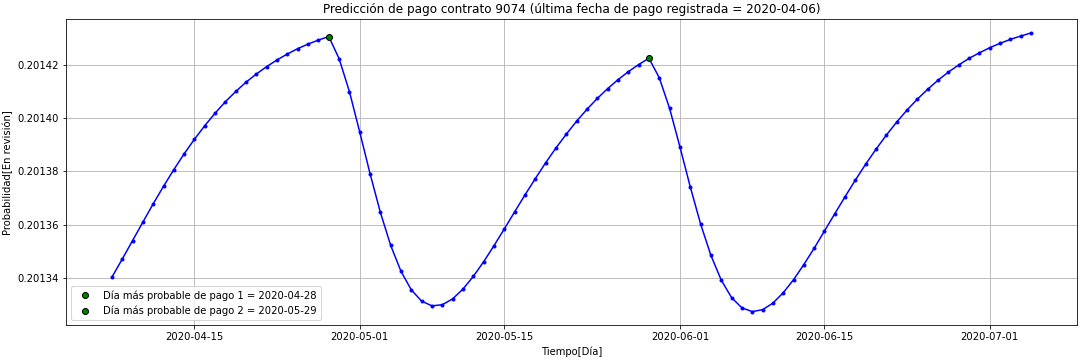 Predicción de pago contrato 9074 (última fecha de pago registrada = 2020-04-06)
Probabilidad[En revisión]
0.20142
0.20140
0.20138
0.20136
0.20134
Día más probable de pago 1 = 2020-04-28
Día más probable de pago 2 = 2020-05-29
2020-04-15
2020-05-01
2020-05-15
2020-06-01
2020-06-15
2020-07-01
Tiempo[Día]